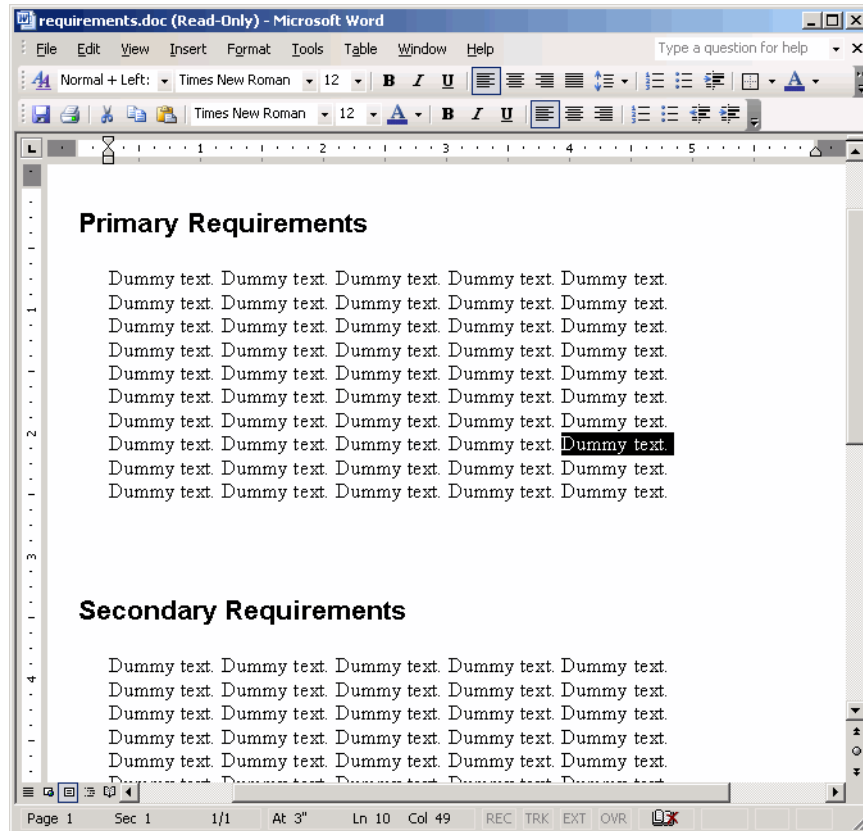 requirements.doc (Read-Only) - Microsoft Word
File Edit View Insert Format Tools Table Window Help Type a question for help
Normal + Left: Times New Roman 12 B I U A
Times New Roman 12 A B I U
L 1 2 3 4 5
Primary Requirements
Dummy text. Dummy text. Dummy text. Dummy text. Dummy text.
Dummy text. Dummy text. Dummy text. Dummy text. Dummy text.
1
Dummy text. Dummy text. Dummy text. Dummy text. Dummy text.
Dummy text. Dummy text. Dummy text. Dummy text. Dummy text.
Dummy text. Dummy text. Dummy text. Dummy text. Dummy text.
Dummy text. Dummy text. Dummy text. Dummy text. Dummy text.
Dummy text. Dummy text. Dummy text. Dummy text. Dummy text.
2
Dummy text. Dummy text. Dummy text. Dummy text. Dummy text.
Dummy text. Dummy text. Dummy text. Dummy text. Dummy text.
Dummy text. Dummy text. Dummy text. Dummy text. Dummy text.
3
Secondary Requirements
Dummy text. Dummy text. Dummy text. Dummy text. Dummy text.
4
Dummy text. Dummy text. Dummy text. Dummy text. Dummy text.
Dummy text. Dummy text. Dummy text. Dummy text. Dummy text.
Dummy text. Dummy text. Dummy text. Dummy text. Dummy text.
Dummy text. Dummy text. Dummy text. Dummy text. Dummy text.
Page 1 Sec 1 1/1 At 3" Ln 10 Col 49 REC TRK EXT OVR